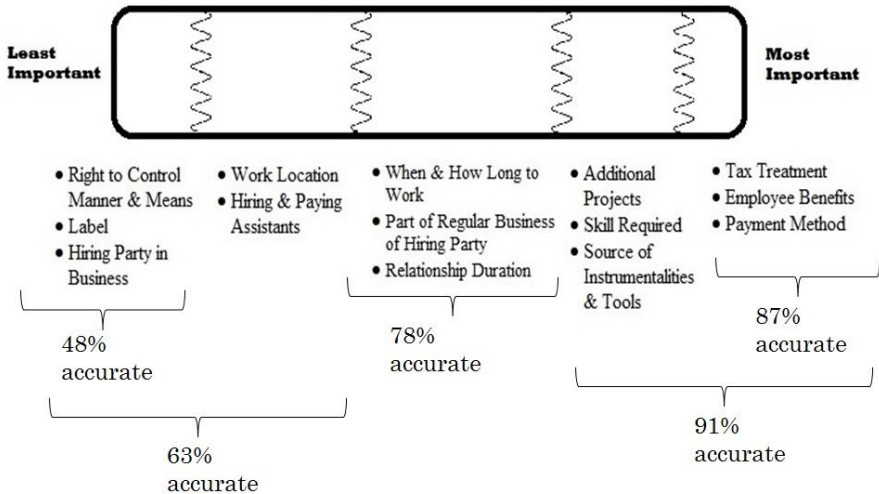 Least
Important
Most
Important
• Right to Control
Manner & Means
• Label
• Hiring Party in
Business
• Work Location
• Hiring & Paying
Assistants
• When & How Long to
Work
• Part of Regular Business
of Hiring Party
• Relationship Duration
• Additional
Projects
• Skill Required
• Source of
Instrumentalities
& Tools
• Tax Treatment
• Employee Benefits
• Payment Method
48%
accurate
78%
accurate
87%
accurate
63%
accurate
91%
accurate